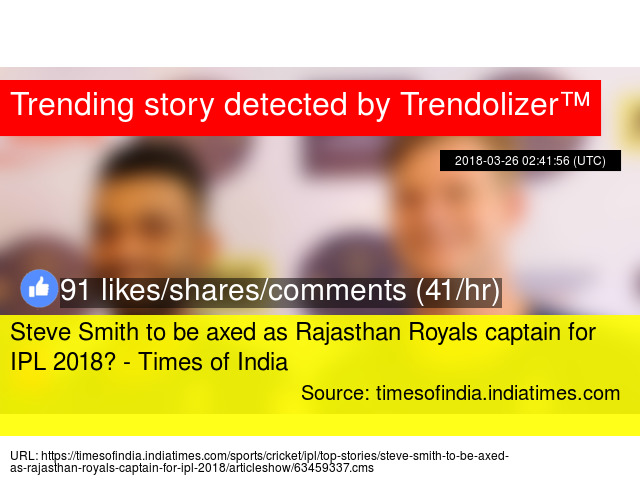 Trending story detected by Trendolizer™
2018-03-26 02:41:56 (UTC)
91 likes/shares/comments (41/hr)
Steve Smith to be axed as Rajasthan Royals captain for
IPL 2018? - Times of India
Source: timesofindia.indiatimes.com
URL: https://timesofindia.indiatimes.com/sports/cricket/ipl/top-stories/steve-smith-to-be-axed-
as-rajasthan-royals-captain-for-ipl-2018/articleshow/63459337.cms